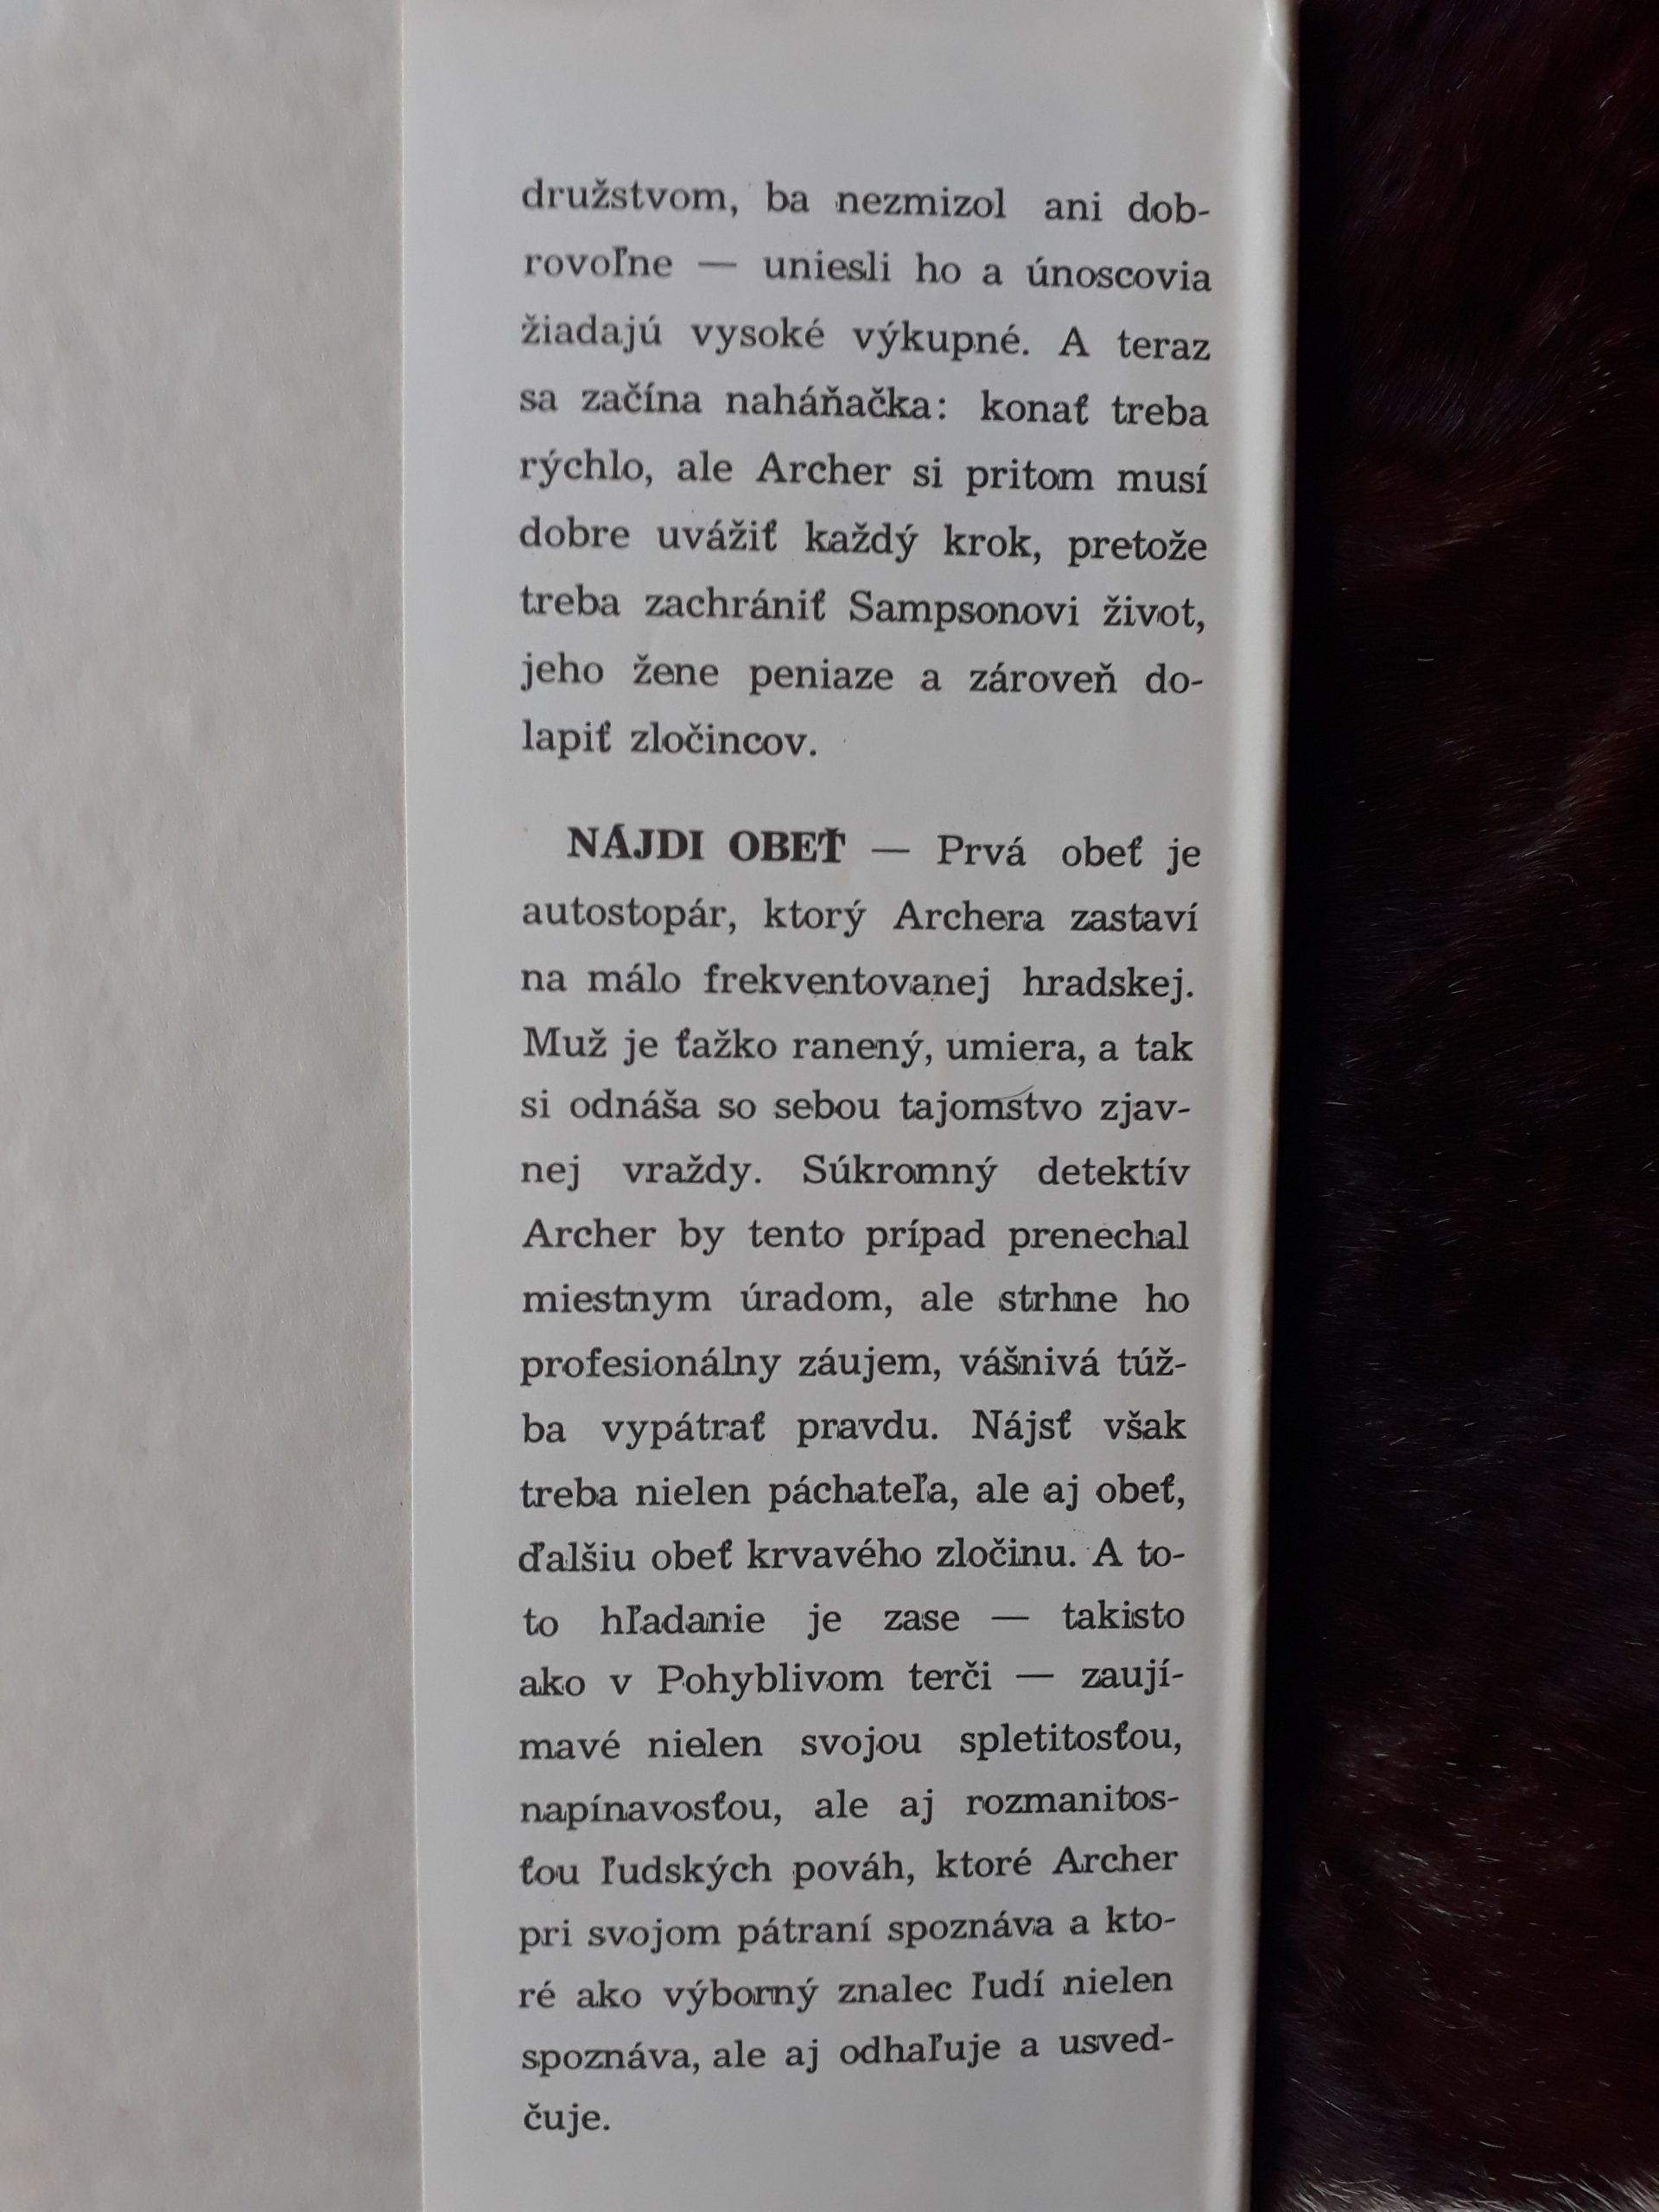 družstvom, ba nezmizol ani dob-
rovoľne — uniesli ho a únoscovia
žiadajú vysoké výkupné. A teraz
sa začína naháňačka: konať treba
rýchlo, ale Archer si pritom musí
dobre uvážiť každý krok, pretože
treba zachrániť Sampsonovi život,
jeho žene peniaze a zároveň do-
lapiť zločincov.
NÁJDI OBEŤ — Prvá obeť je
autostopár, ktorý Archera zastaví
na málo frekventovanej hradskej.
Muž je ťažko ranený, umiera, a tak
si odnáša so sebou tajomstvo zjav-
nej vraždy. Súkromný detektív
Archer by tento prípad prenechal
miestnym úradom, ale strhne ho
profesionálny záujem, vášnivá túž-
ba vypátrať pravdu. Nájsť však
treba nielen páchateľa, ale aj obeť,
ďalšiu obeť krvavého zločinu. A to-
to hľadanie je zase — takisto
ako v Pohyblivom terči — zaují-
mavé nielen svojou spletitosťou,
napínavosťou, ale aj rozmanitos-
ťou ľudských pováh, ktoré Archer
pri svojom pátraní spoznáva a kto-
ré ako výborný znalec ľudí nielen
spoznáva, ale aj odhaľuje a usved-
čuje.